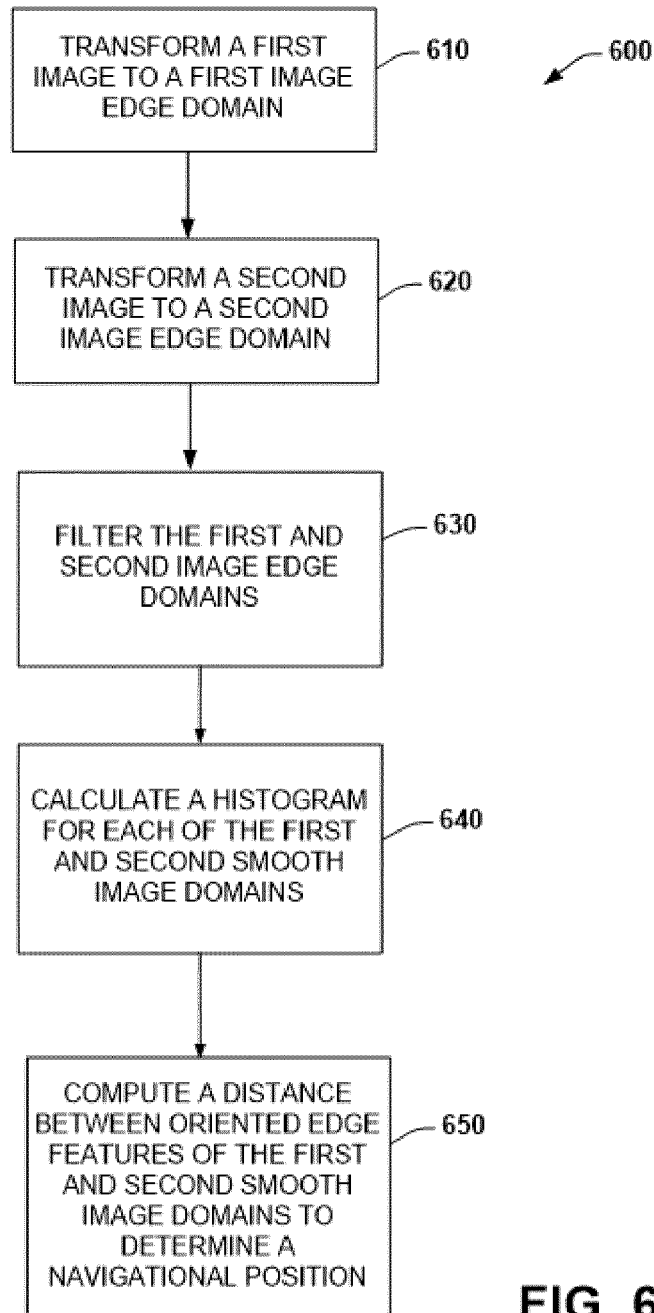 TRANSFORM A FIRST
IMAGE TO A FIRST IMAGE
EDGE DOMAIN
610
600
TRANSFORM A SECOND
IMAGE TO A SECOND
IMAGE EDGE DOMAIN
620
FILTER THE FIRST AND
SECOND IMAGE EDGE
DOMAINS
630
CALCULATE A HISTOGRAM
FOR EACH OF THE FIRST
AND SECOND SMOOTH
IMAGE DOMAINS
640
COMPUTE A DISTANCE
BETWEEN ORIENTED EDGE
FEATURES OF THE FIRST
AND SECOND SMOOTH
IMAGE DOMAINS TO
DETERMINE A
NAVIGATIONAL POSITION
650
FIG. 6